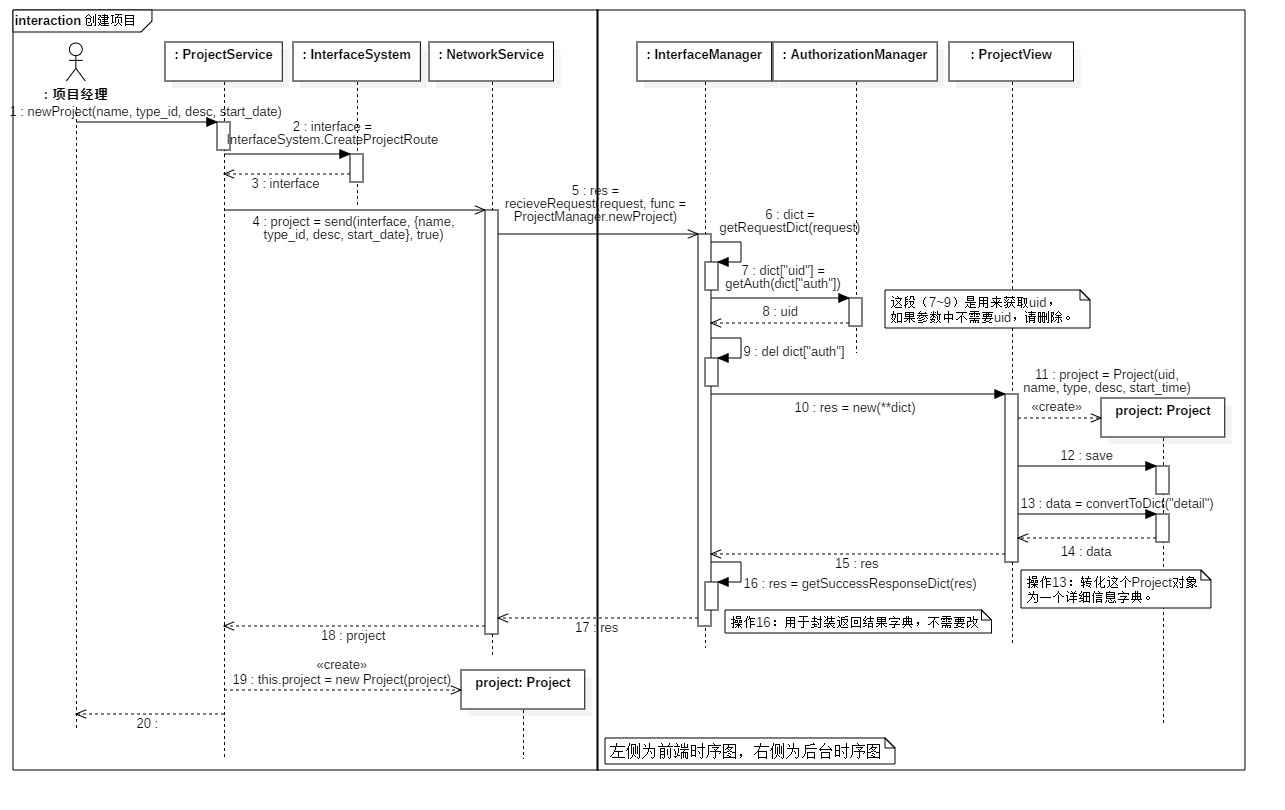 interaction 创建项目
: ProjectService
: InterfaceSystem
: NetworkService
: InterfaceManager
: AuthorizationManager
: ProjectView
: 项目经理
1 : newProject(name, type_id, desc, start_date)
2 : interface =
InterfaceSystem.CreateProjectRoute
3 : interface
4 : project = send(interface, {name,
type_id, desc, start_date}, true)
5 : res =
recieveRequest(request, func =
ProjectManager.newProject)
6 : dict =
getRequestDict(request)
7 : dict["uid"] =
getAuth(dict["auth"])
8 : uid
这段（7~9）是用来获取uid，
如果参数中不需要uid，请删除。
9 : del dict["auth"]
10 : res = new(**dict)
11 : project = Project(uid,
name, type, desc, start_time)
«create»
project: Project
12 : save
13 : data = convertToDict("detail")
14 : data
15 : res
操作13：转化这个Project对象
为一个详细信息字典。
16 : res = getSuccessResponseDict(res)
操作16：用于封装返回结果字典，不需要改
17 : res
18 : project
«create»
19 : this.project = new Project(project)
project: Project
20 :
左侧为前端时序图，右侧为后台时序图